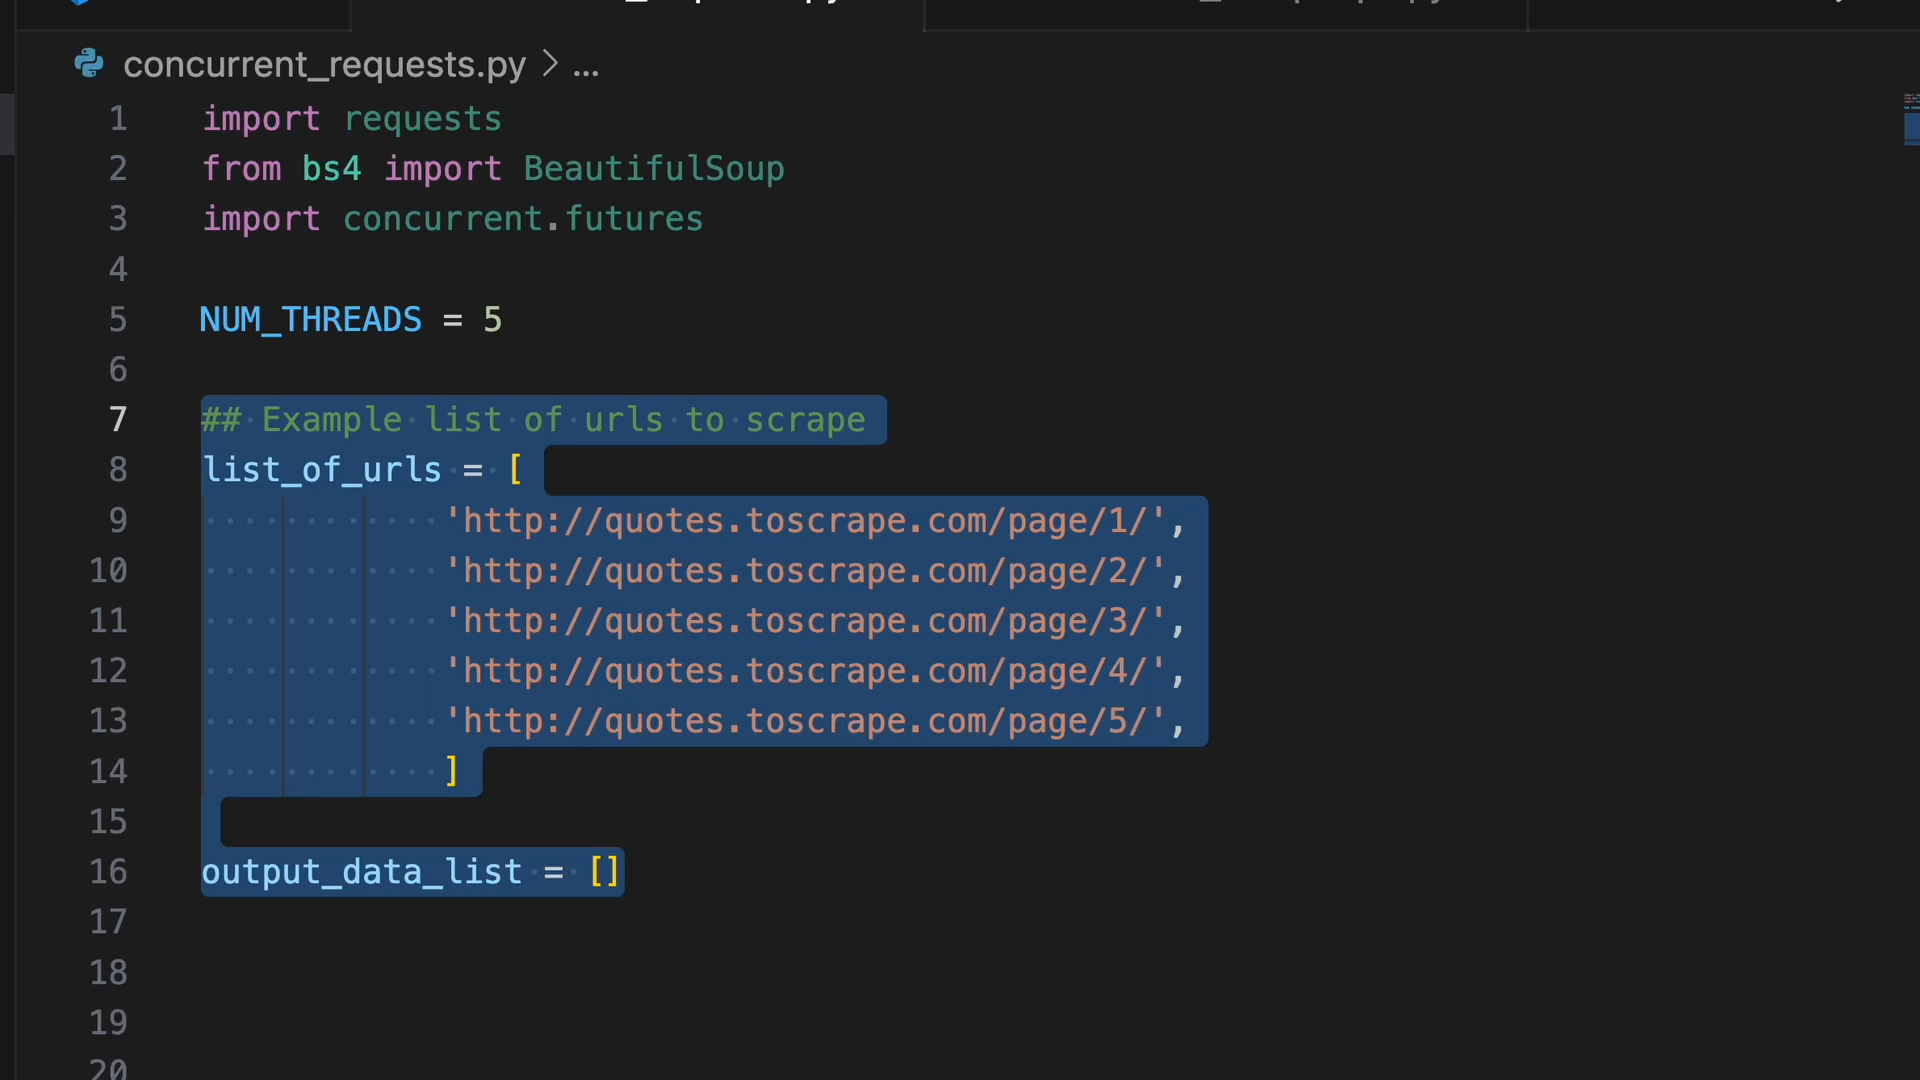 concurrent_requests.py > ...
1 import requests
2 from bs4 import BeautifulSoup
3 import concurrent.futures
4
5 NUM_THREADS = 5
6
7 ## Example list of urls to scrape
8 list_of_urls = [
9 'http://quotes.toscrape.com/page/1/',
10 'http://quotes.toscrape.com/page/2/',
11 'http://quotes.toscrape.com/page/3/',
12 'http://quotes.toscrape.com/page/4/',
13 'http://quotes.toscrape.com/page/5/',
14 ]
15
16 output_data_list = []
17
18
19
20